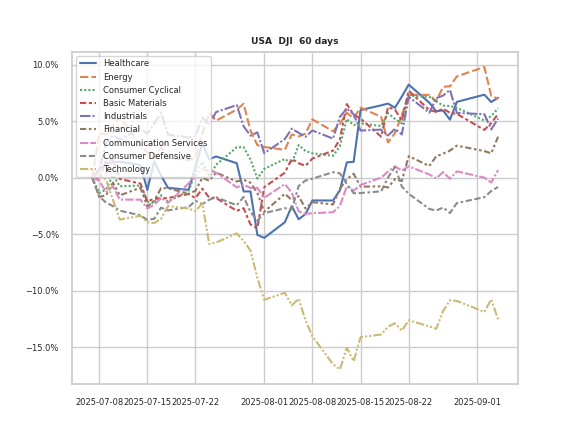 USA DJI 60 days
10.0%
5.0%
0.0%
−5.0%
−10.0%
−15.0%
Healthcare
Energy
Consumer Cyclical
Basic Materials
Industrials
Financial
Communication Services
Consumer Defensive
Technology
2025-07-08 2025-07-15 2025-07-22 2025-08-01 2025-08-08 2025-08-15 2025-08-22 2025-09-01